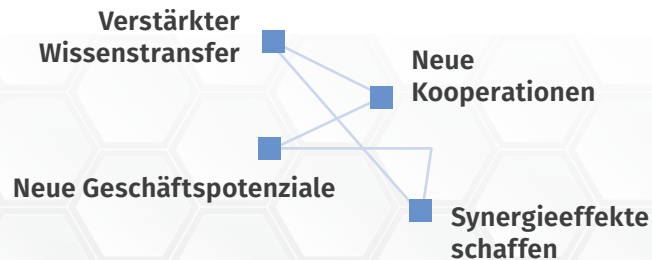 Verstärkter
Wissenstransfer
Neue
Kooperationen
Neue Geschäftspotenziale
Synergieeffekte
schaffen